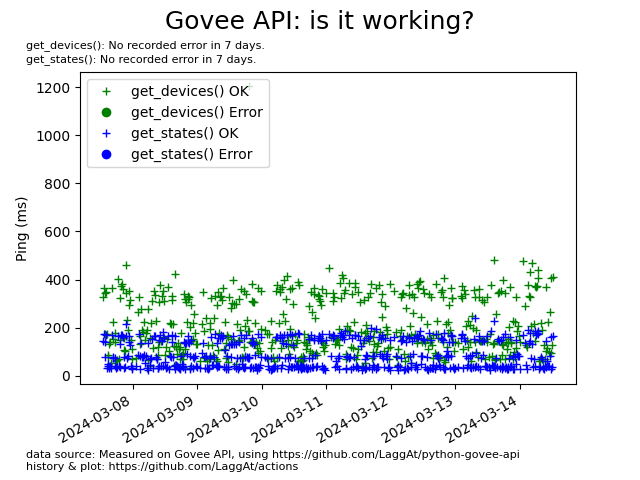 Govee API: is it working?
get_devices(): No recorded error in 7 days.
get_states(): No recorded error in 7 days.
get_devices() OK
get_devices() Error
get_states() OK
get_states() Error
Ping (ms)
1200
1000
800
600
400
200
0
2024-03-08
2024-03-09
2024-03-10
2024-03-11
2024-03-12
2024-03-13
2024-03-14
data source: Measured on Govee API, using https://github.com/LaggAt/python-govee-api
history & plot: https://github.com/LaggAt/actions